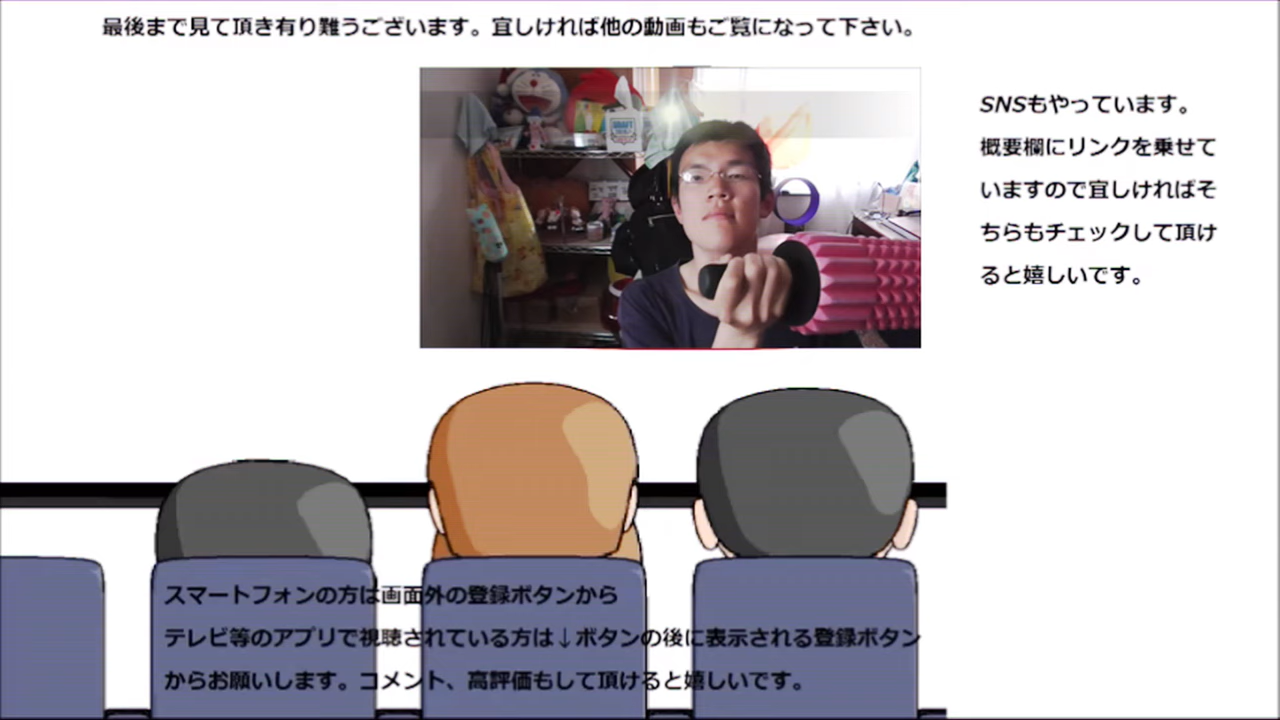 最後まで見て頂き有り難うございます。宜しければ他の動画もご覧になって下さい。
SNSもやっています。
概要欄にリンクを乗せて
いますので宜しければそ
ちらもチェックして頂け
ると嬉しいです。
スマートフォンの方は画面外の登録ボタンから
テレビ等のアプリで視聴されている方は↓ボタンの後に表示される登録ボタン
からお願いします。コメント、高評価もして頂けると嬉しいです。